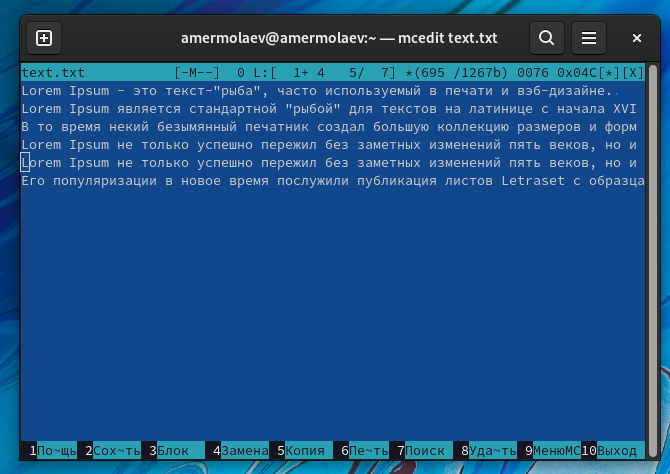 amermolaev@amermolaev:~ — mcedit text.txt
text.txt [-M--] 0 L:[ 1+ 4 5/ 7] *(695 /1267b) 0076 0x04C[*][X]
Lorem Ipsum - это текст-"рыба", часто используемый в печати и вэб-дизайне..
Lorem Ipsum является стандартной "рыбой" для текстов на латинице с начала XVI
В то время некий безымянный печатник создал большую коллекцию размеров и форм
Lorem Ipsum не только успешно пережил без заметных изменений пять веков, но и
Lorem Ipsum не только успешно пережил без заметных изменений пять веков, но и
Его популяризации в новое время послужили публикация листов Letraset с образца
1По~щь 2Сох~ть 3Блок 4Замена 5Копия 6Пе~ть 7Поиск 8Уда~ть 9МенюMC 10Выход